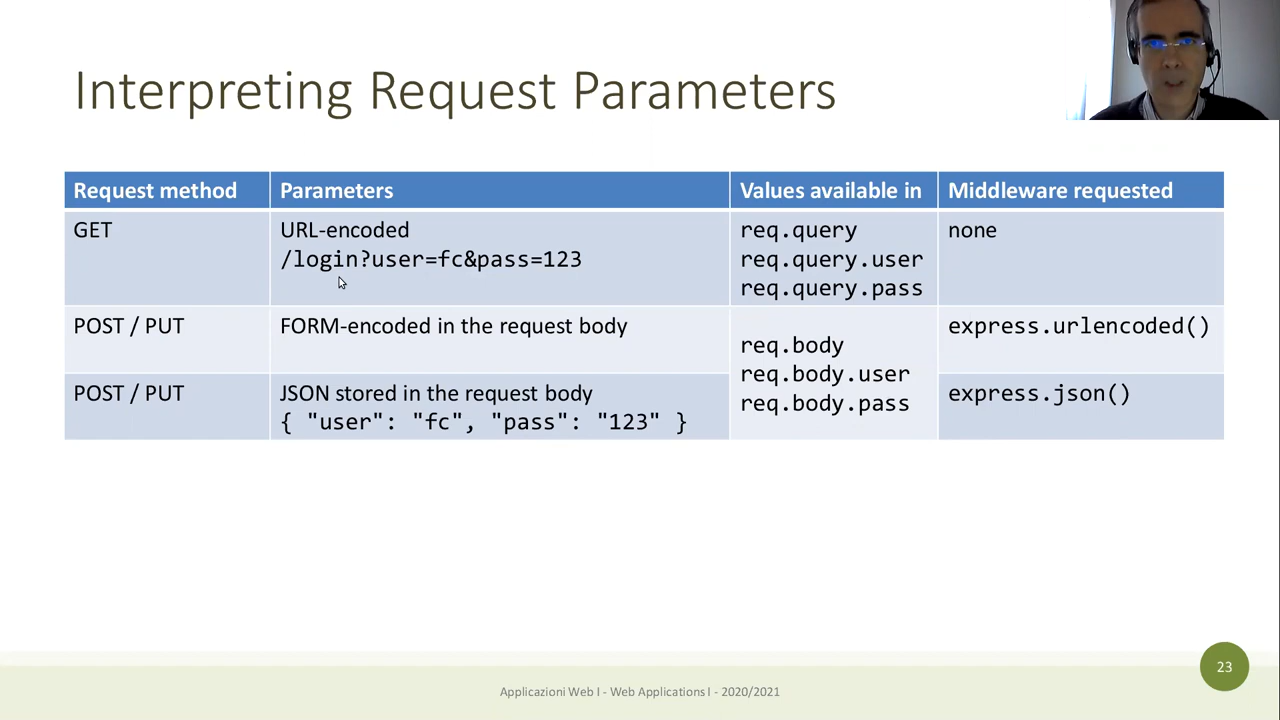 Interpreting Request Parameters
Request method Parameters Values available in Middleware requested
GET URL-encoded req.query none
/login?user=fc&pass=123 req.query.user
req.query.pass
POST / PUT FORM-encoded in the request body express.urlencoded()
req.body
req.body.user
req.body.pass
POST / PUT JSON stored in the request body express.json()
{ "user": "fc", "pass": "123" }
23
Applicazioni Web I - Web Applications I - 2020/2021